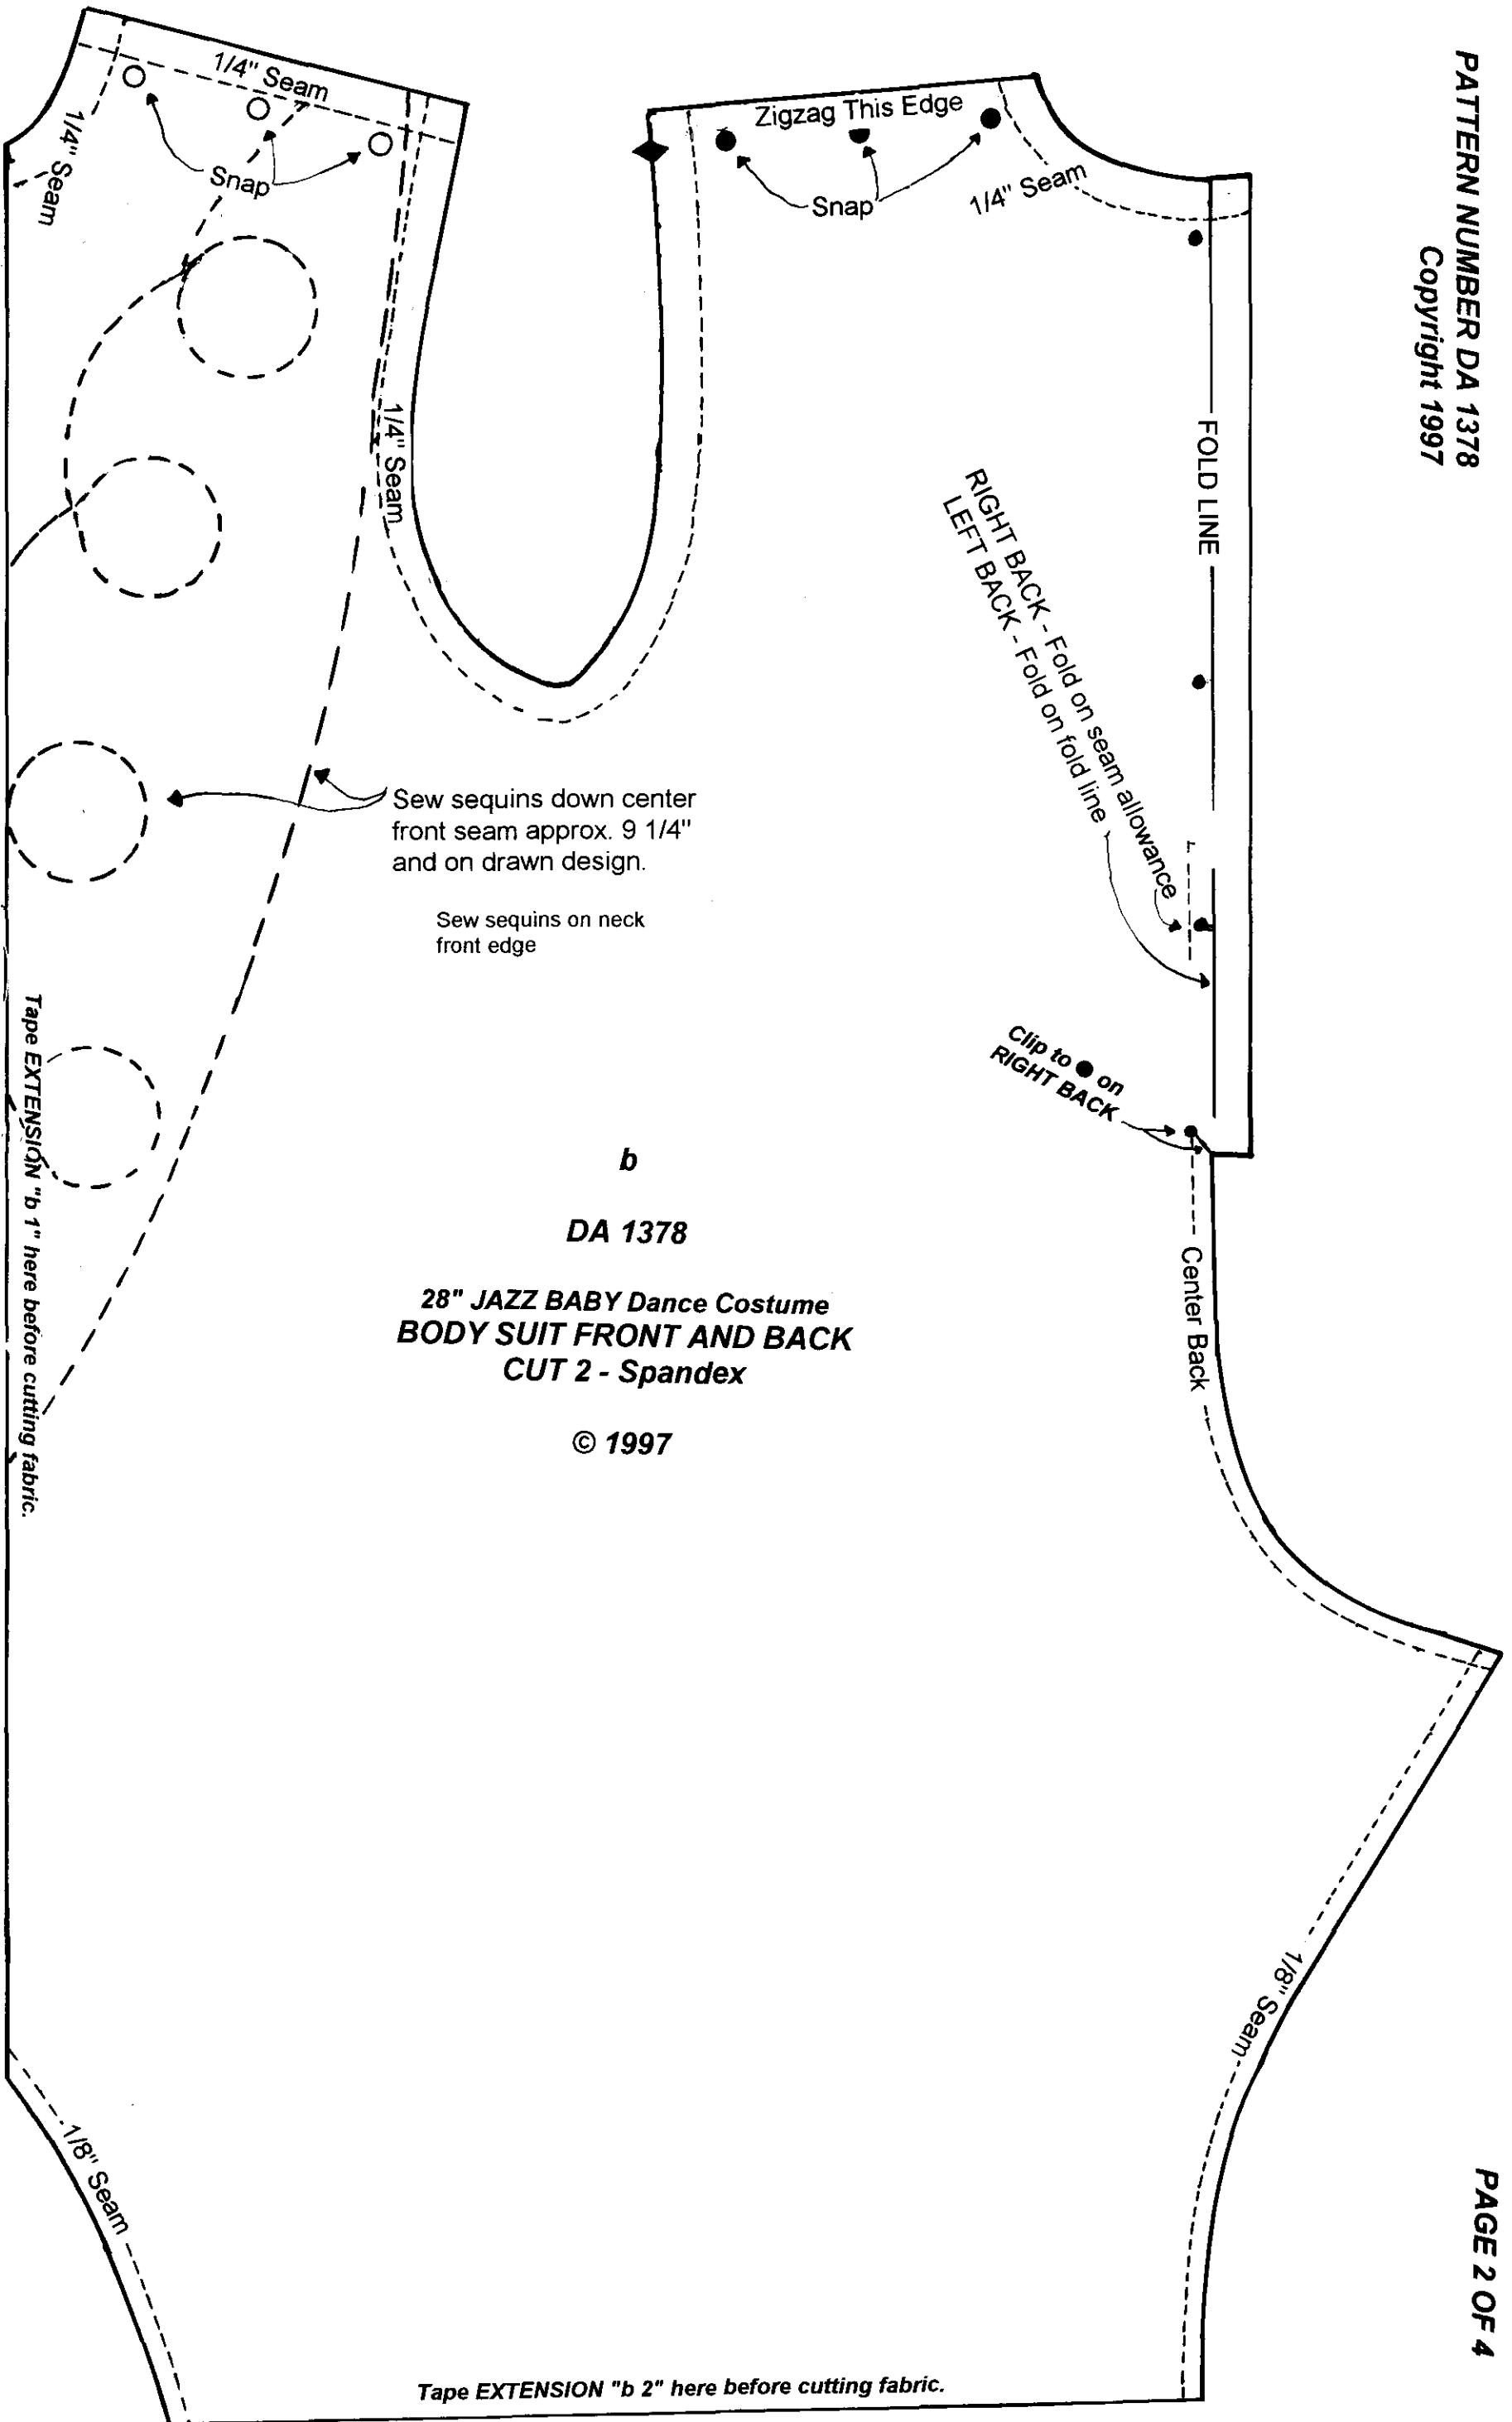 PATTERN NUMBER DA 1378
Copyright 1997
1/4" Seam
1/4" Seam
Snap
Zigzag This Edge
Snap
1/4" Seam
1/4" Seam
FOLD LINE
RIGHT BACK - Fold on seam allowance
LEFT BACK - Fold on fold line
Sew sequins down center
front seam approx. 9 1/4"
and on drawn design.
Sew sequins on neck
front edge
Clip to ● on
RIGHT BACK
Center Back
Tape EXTENSION "b 1" here before cutting fabric.
b
DA 1378
28" JAZZ BABY Dance Costume
BODY SUIT FRONT AND BACK
CUT 2 - Spandex
© 1997
1/8" Seam
1/8" Seam
Tape EXTENSION "b 2" here before cutting fabric.
PAGE 2 OF 4